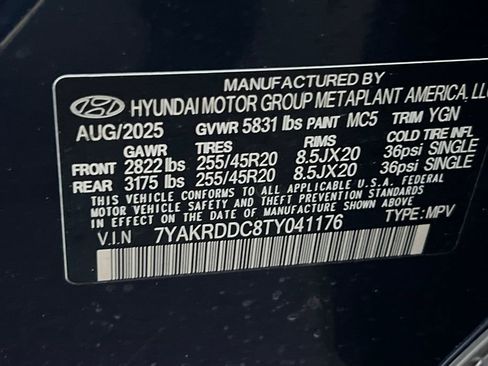 MANUFACTURED BY
HYUNDAI MOTOR GROUP METAPLANT AMERICA, LLC
AUG/2025 GVWR 5831 lbs PAINT MC5 TRIM YGN
GAWR TIRES RIMS COLD TIRE INFL
FRONT 2822 lbs 255/45R20 8.5JX20 36psi SINGLE
REAR 3175 lbs 255/45R20 8.5JX20 36psi SINGLE
THIS VEHICLE CONFORMS TO ALL APPLICABLE U.S.A. FEDERAL
MOTOR VEHICLE SAFETY, BUMPER, AND THEFT PREVENTION STANDARDS
IN EFFECT ON THE DATE OF MANUFACTURE SHOWN ABOVE.
V.I.N 7YAKRDDC8TY041176 TYPE: MPV